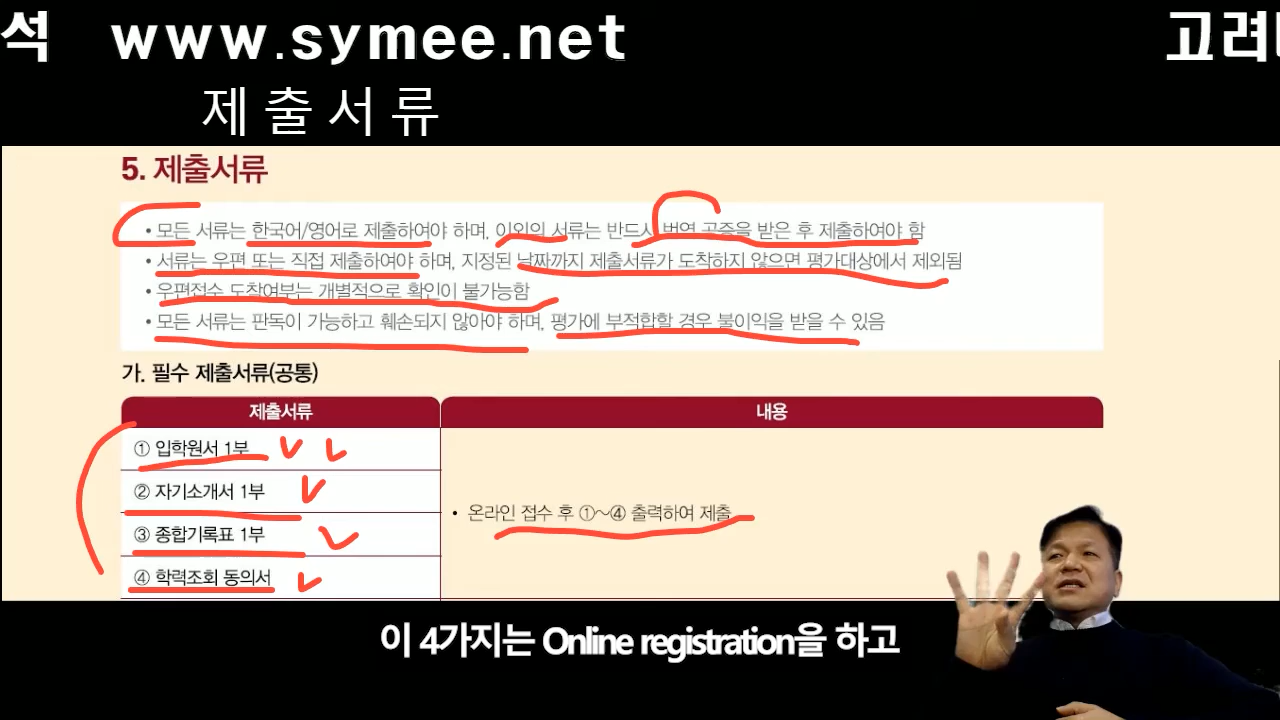 석 www.symee.net 고려대
제출서류
5. 제출서류
• 모든 서류는 한국어/영어로 제출하여야 하며, 이외의 서류는 반드시 번역 공증을 받은 후 제출하여야 함
• 서류는 우편 또는 직접 제출하여야 하며, 지정된 날짜까지 제출서류가 도착하지 않으면 평가대상에서 제외됨
• 우편접수 도착여부는 개별적으로 확인이 불가능함
• 모든 서류는 판독이 가능하고 훼손되지 않아야 하며, 평가에 부적합할 경우 불이익을 받을 수 있음
가. 필수 제출서류(공통)
제출서류 내용
① 입학원서 1부
② 자기소개서 1부
• 온라인 접수 후 ①~④ 출력하여 제출
③ 종합기록표 1부
④ 학력조회 동의서
이 4가지는 Online registration을 하고